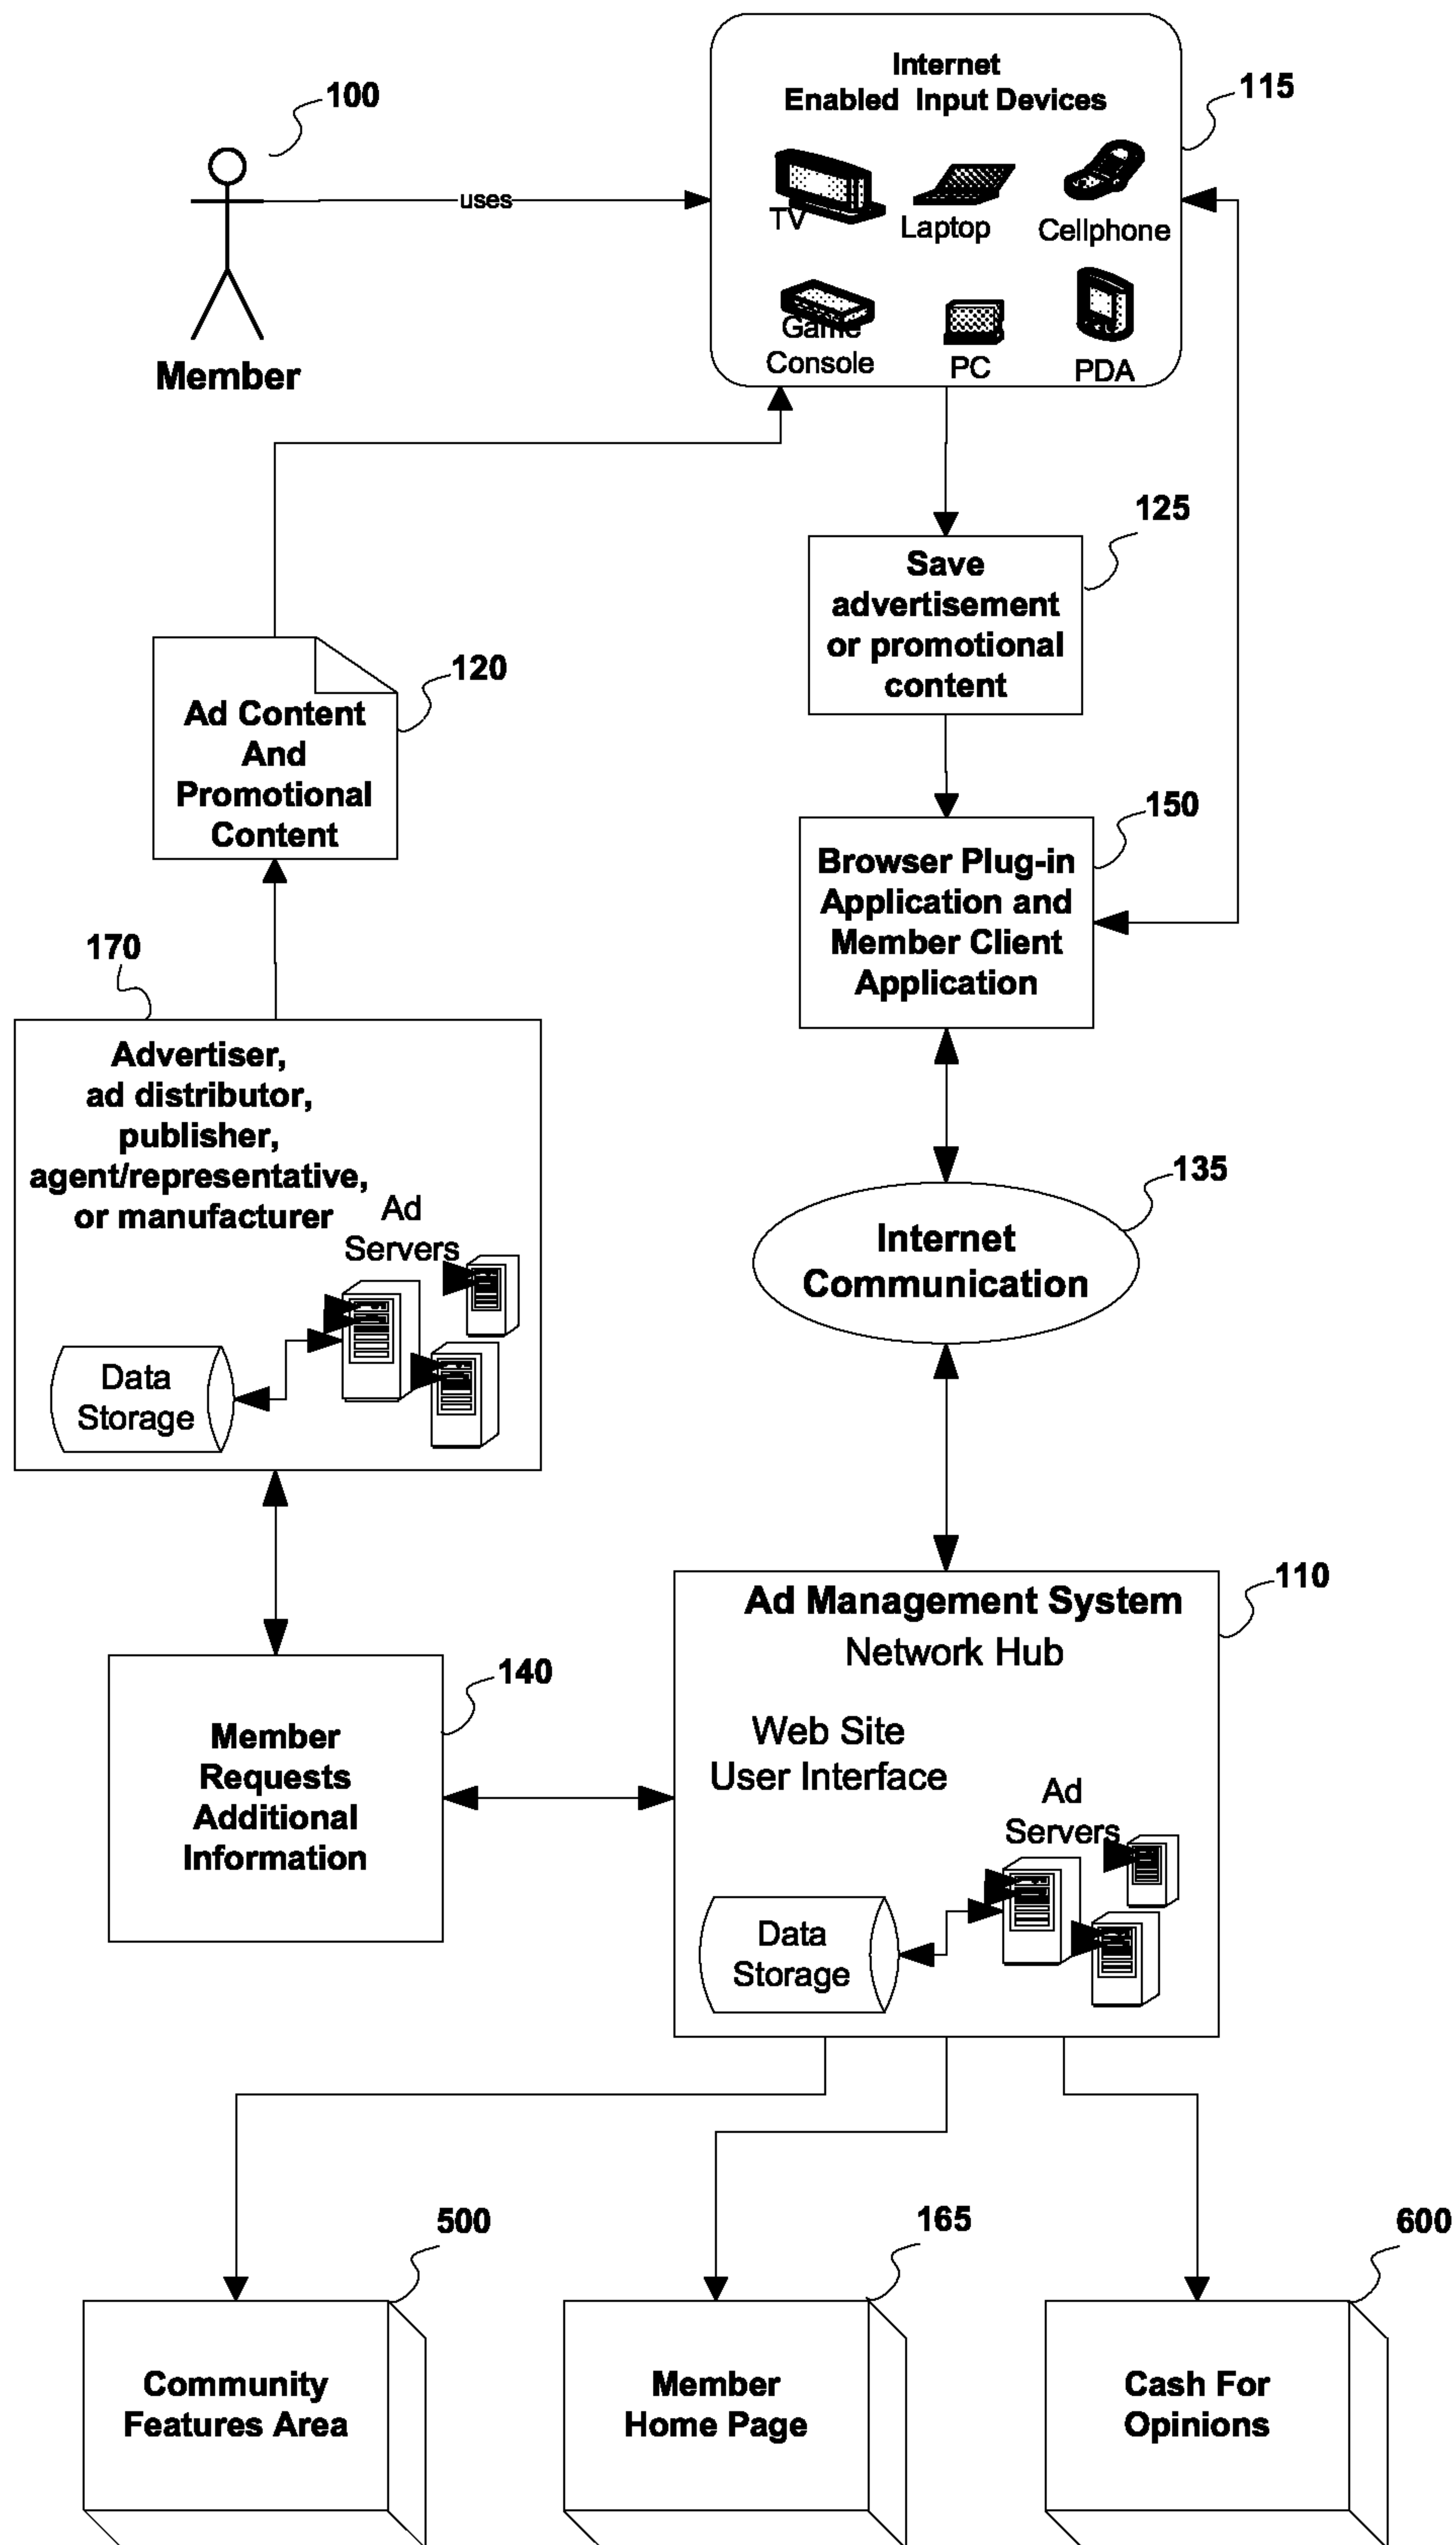 100
Member
uses
Internet
Enabled Input Devices
115
TV
Laptop
Cellphone
Game
Console
PC
PDA
125
Save
advertisement
or promotional
content
120
Ad Content
And
Promotional
Content
150
Browser Plug-in
Application and
Member Client
Application
170
Advertiser,
ad distributor,
publisher,
agent/representative,
or manufacturer
Ad
Servers
Data
Storage
135
Internet
Communication
110
Ad Management System
Network Hub
Web Site
User Interface
Ad
Servers
Data
Storage
140
Member
Requests
Additional
Information
500
Community
Features Area
165
Member
Home Page
600
Cash For
Opinions